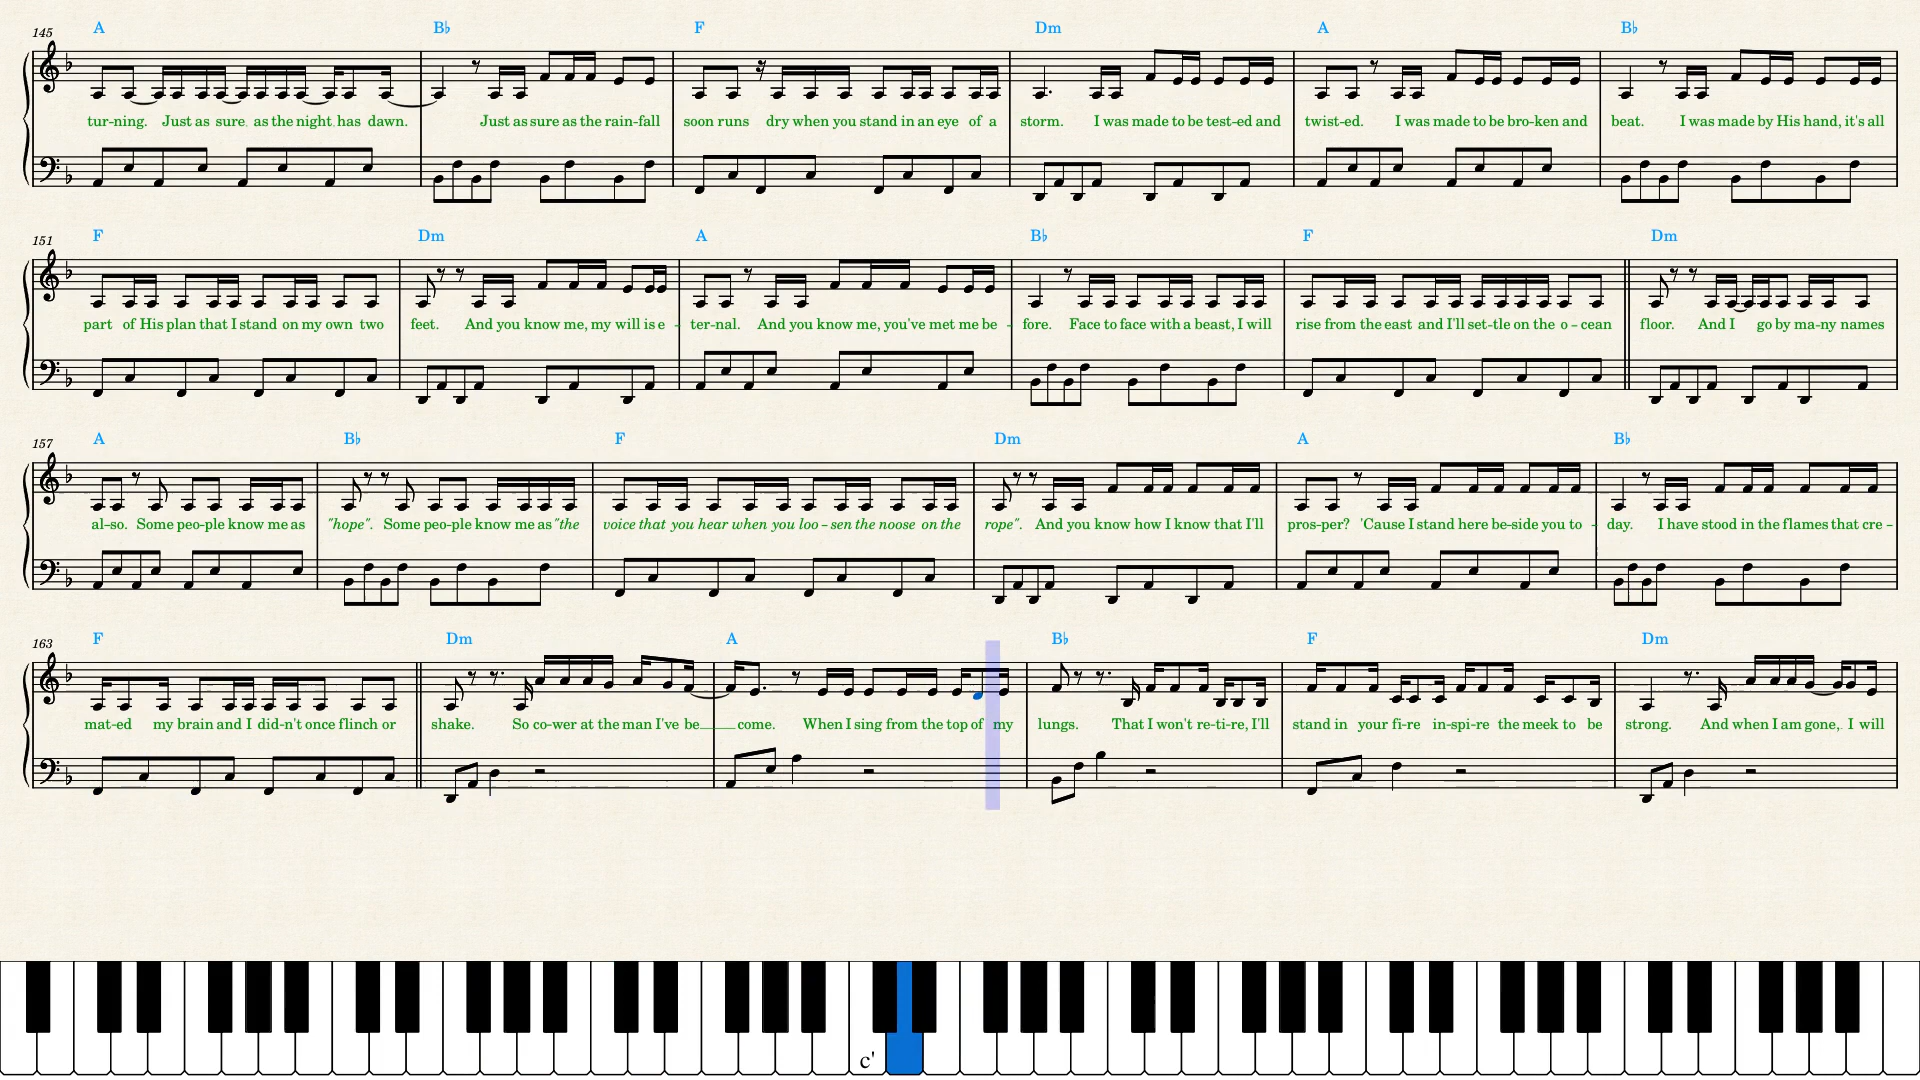 145 A B♭ F Dm A B♭
tur-ning. Just as sure as the night has dawn. Just as sure as the rain-fall soon runs dry when you stand in an eye of a storm. I was made to be test-ed and twist-ed. I was made to be bro-ken and beat. I was made by His hand, it's all
151 F Dm A B♭ F Dm
part of His plan that I stand on my own two feet. And you know me, my will is e - ter-nal. And you know me, you've met me be - fore. Face to face with a beast, I will rise from the east and I'll set-tle on the o - cean floor. And I go by ma-ny names
157 A B♭ F Dm A B♭
al-so. Some peo-ple know me as "hope". Some peo-ple know me as "the voice that you hear when you loo - sen the noose on the rope". And you know how I know that I'll pros-per? 'Cause I stand here be-side you to - day. I have stood in the flames that cre -
163 F Dm A B♭ F Dm
mat-ed my brain and I did-n't once flinch or shake. So co-wer at the man I've be come. When I sing from the top of my lungs. That I won't re-ti-re, I'll stand in your fi-re in-spi-re the meek to be strong. And when I am gone, I will
c'